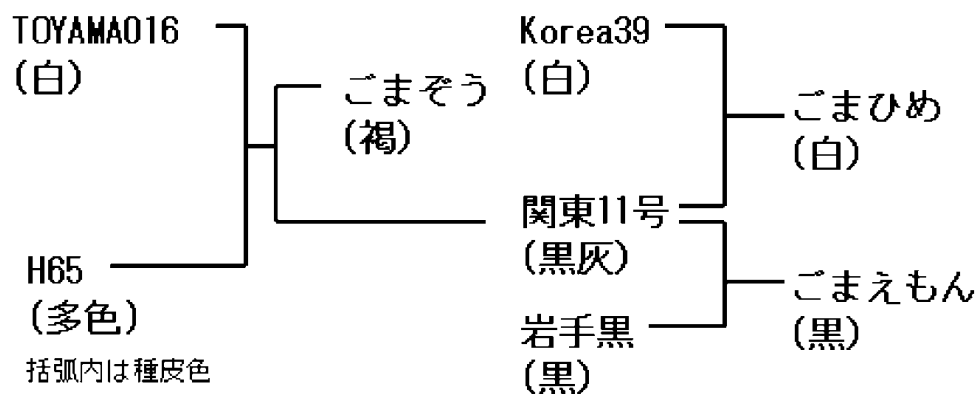 TOYAMA016
(白)
H65
(多色)
括弧内は種皮色
ごまぞう
(褐)
Korea39
(白)
関東11号
(黒灰)
岩手黒
(黒)
ごまひめ
(白)
ごまえもん
(黒)